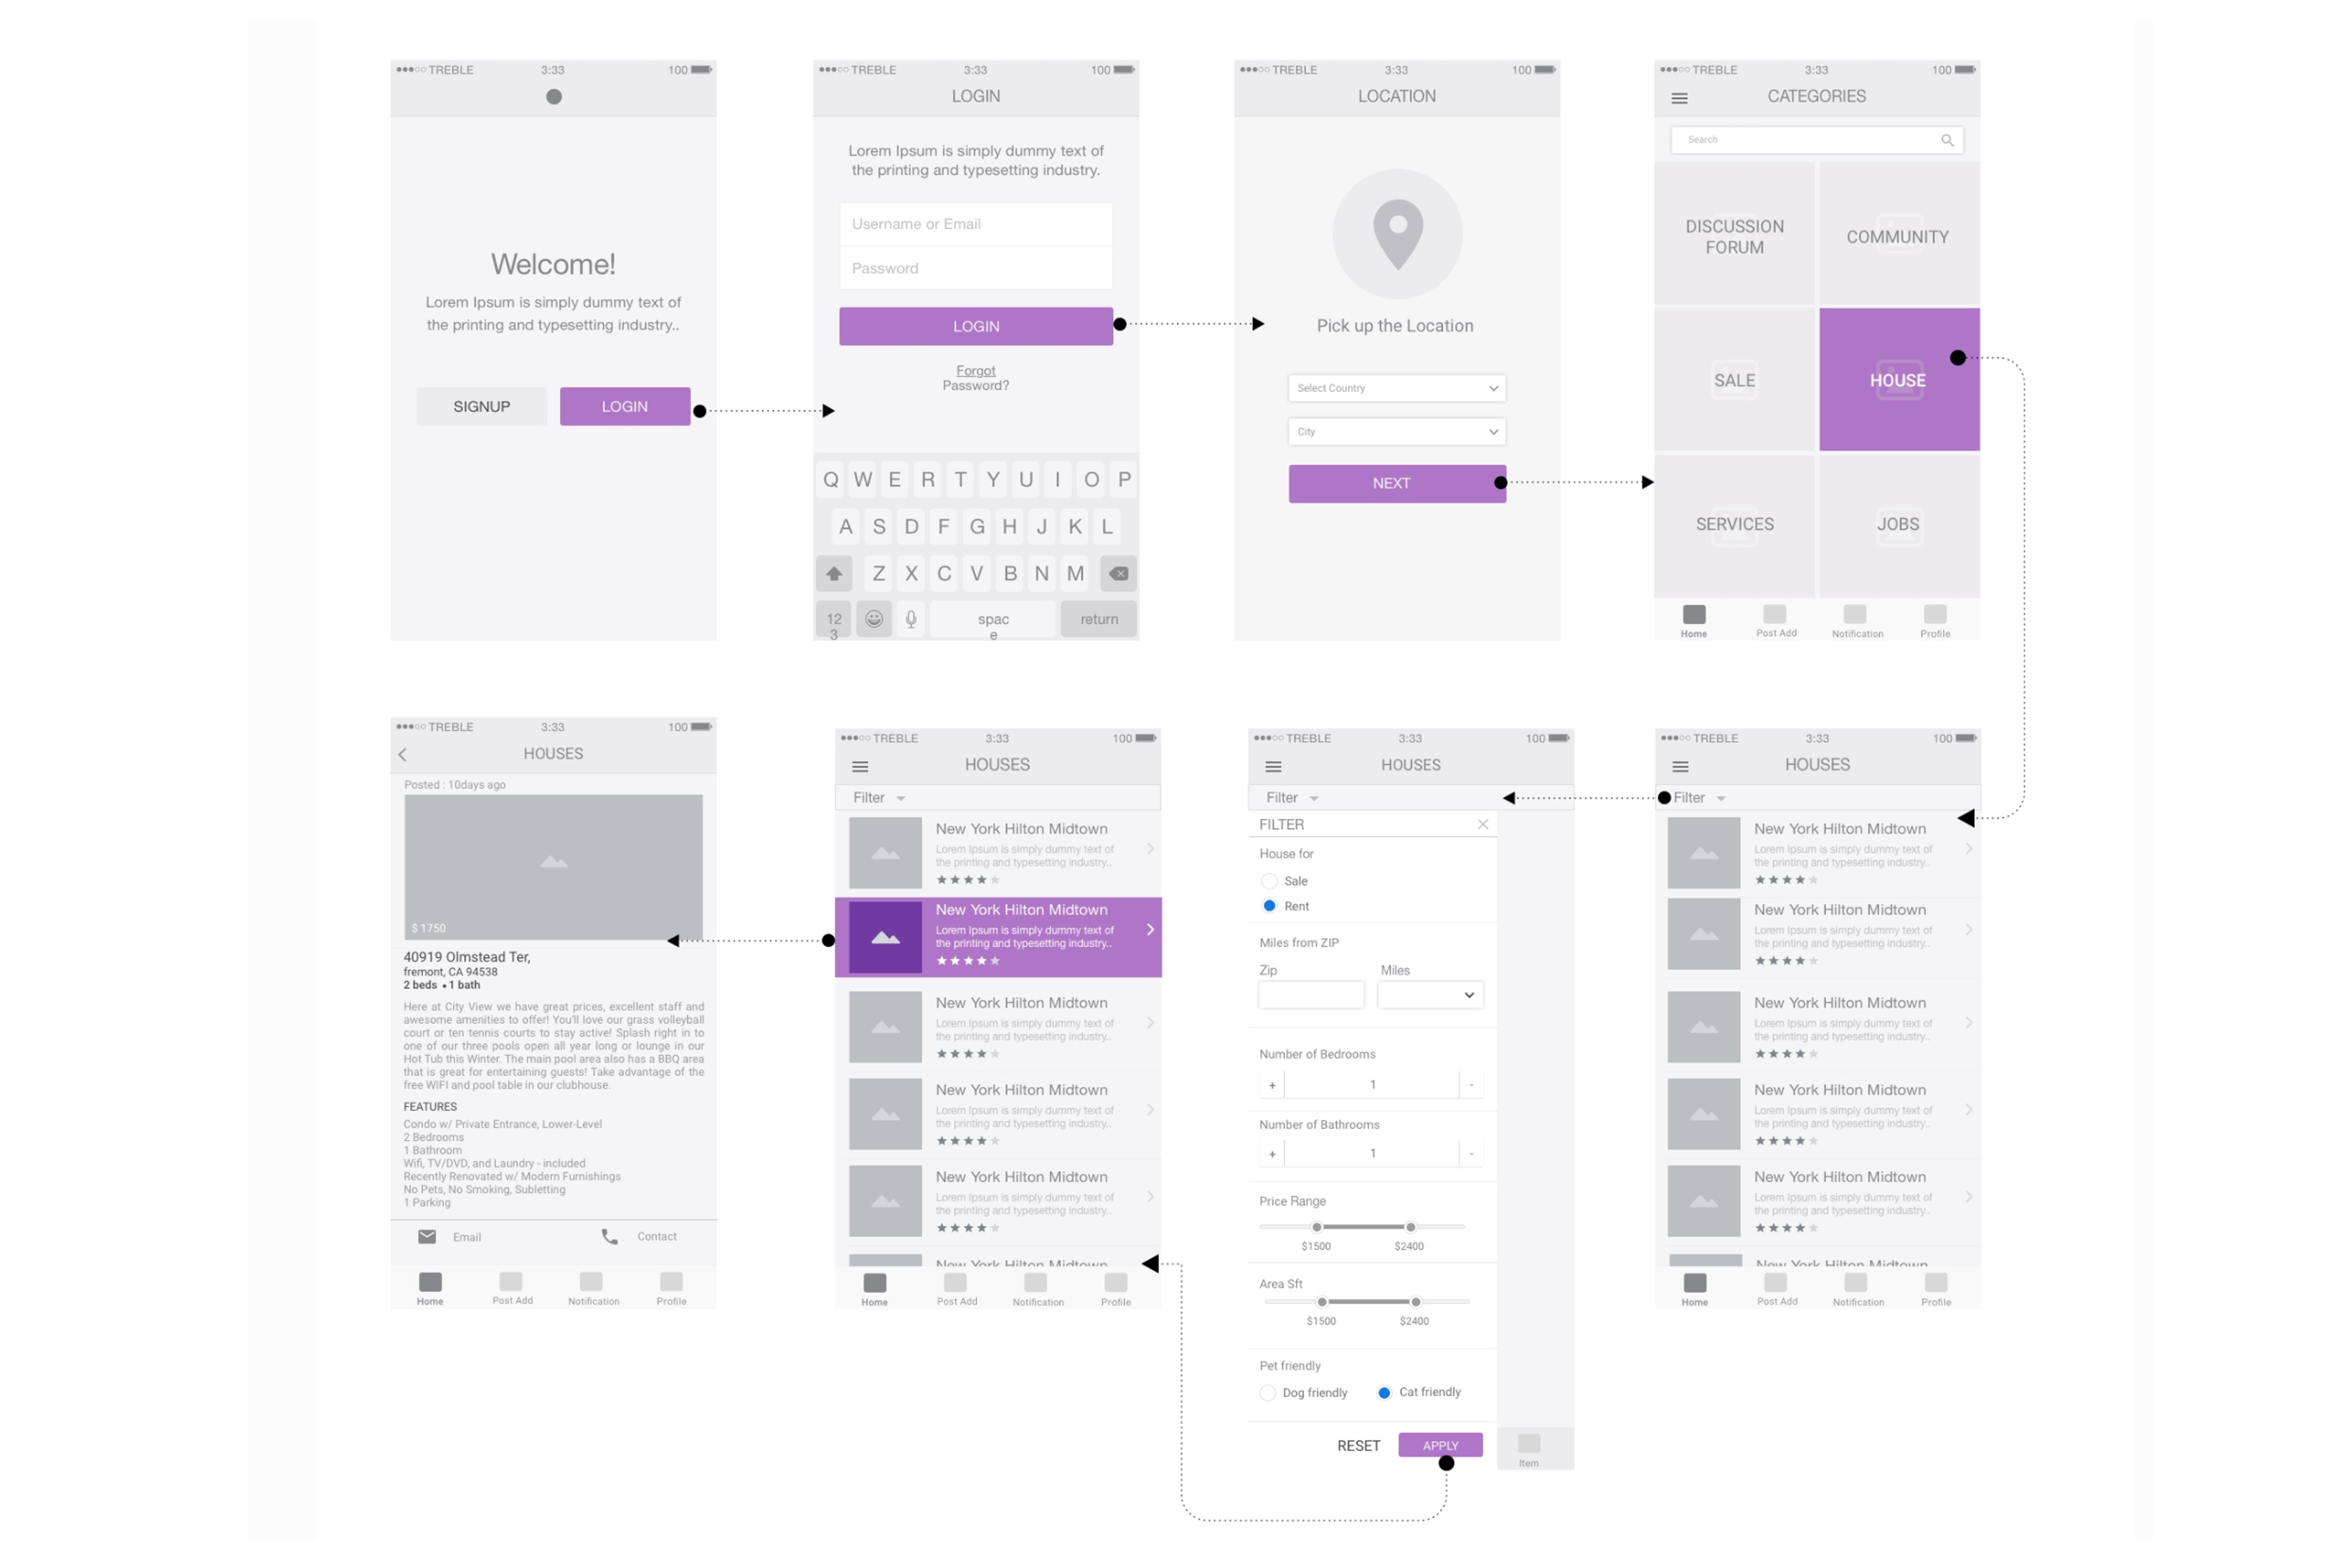 TREBLE 3:33 100
Welcome!
Lorem Ipsum is simply dummy text of
the printing and typesetting industry..
SIGNUP LOGIN
TREBLE 3:33 100
LOGIN
Lorem Ipsum is simply dummy text of
the printing and typesetting industry.
Username or Email
Password
LOGIN
Forgot
Password?
Q W E R T Y U I O P
A S D F G H J K L
Z X C V B N M
12 spac return
3 e
TREBLE 3:33 100
LOCATION
Pick up the Location
Select Country
City
NEXT
TREBLE 3:33 100
CATEGORIES
Search
DISCUSSION
FORUM
COMMUNITY
SALE HOUSE
SERVICES JOBS
Home Post Add Notification Profile
TREBLE 3:33 100
HOUSES
Posted : 10days ago
$ 1750
40919 Olmstead Ter,
fremont, CA 94538
2 beds • 1 bath
Here at City View we have great prices, excellent staff and
awesome amenities to offer! You'll love our grass volleyball
court or ten tennis courts to stay active! Splash right in to
one of our three pools open all year long or lounge in our
Hot Tub this Winter. The main pool area also has a BBQ area
that is great for entertaining guests! Take advantage of the
free WIFI and pool table in our clubhouse.
FEATURES
Condo w/ Private Entrance, Lower-Level
2 Bedrooms
1 Bathroom
Wifi, TV/DVD, and Laundry - included
Recently Renovated w/ Modern Furnishings
No Pets, No Smoking, Subletting
1 Parking
Email Contact
Home Post Add Notification Profile
TREBLE 3:33 100
HOUSES
Filter
New York Hilton Midtown
Lorem Ipsum is simply dummy text of
the printing and typesetting industry..
New York Hilton Midtown
Lorem Ipsum is simply dummy text of
the printing and typesetting industry..
New York Hilton Midtown
Lorem Ipsum is simply dummy text of
the printing and typesetting industry..
New York Hilton Midtown
Lorem Ipsum is simply dummy text of
the printing and typesetting industry..
New York Hilton Midtown
Lorem Ipsum is simply dummy text of
the printing and typesetting industry..
New York Hilton Midtown
Home Post Add Notification Profile
TREBLE 3:33 100
HOUSES
Filter
FILTER
House for
Sale
Rent
Miles from ZIP
Zip Miles
Number of Bedrooms
+ 1 -
Number of Bathrooms
+ 1 -
Price Range
$1500 $2400
Area Sft
$1500 $2400
Pet friendly
Dog friendly Cat friendly
RESET APPLY
Item
TREBLE 3:33 100
HOUSES
Filter
New York Hilton Midtown
Lorem Ipsum is simply dummy text of
the printing and typesetting industry..
New York Hilton Midtown
Lorem Ipsum is simply dummy text of
the printing and typesetting industry..
New York Hilton Midtown
Lorem Ipsum is simply dummy text of
the printing and typesetting industry..
New York Hilton Midtown
Lorem Ipsum is simply dummy text of
the printing and typesetting industry..
New York Hilton Midtown
Lorem Ipsum is simply dummy text of
the printing and typesetting industry..
New York Hilton Midtown
Home Post Add Notification Profile